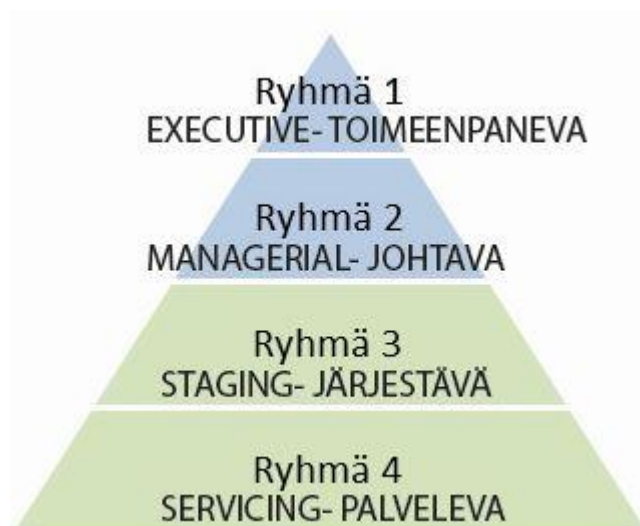 Ryhmä 1
EXECUTIVE- TOIMEENPANEVA
Ryhmä 2
MANAGERIAL- JOHTAVA
Ryhmä 3
STAGING- JÄRJESTÄVÄ
Ryhmä 4
SERVICING- PALVELEVA